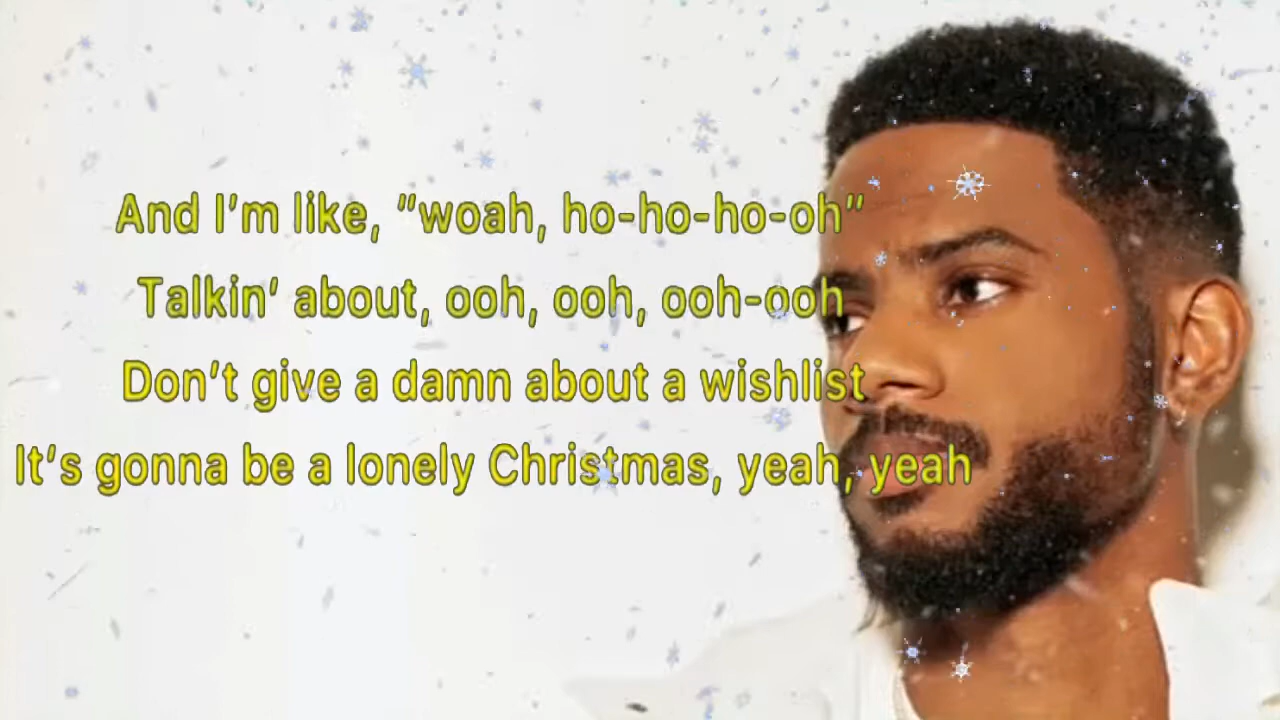 And I'm like, "woah, ho-ho-ho-oh"
Talkin' about, ooh, ooh, ooh-ooh
Don't give a damn about a wishlist
It's gonna be a lonely Christmas, yeah, yeah